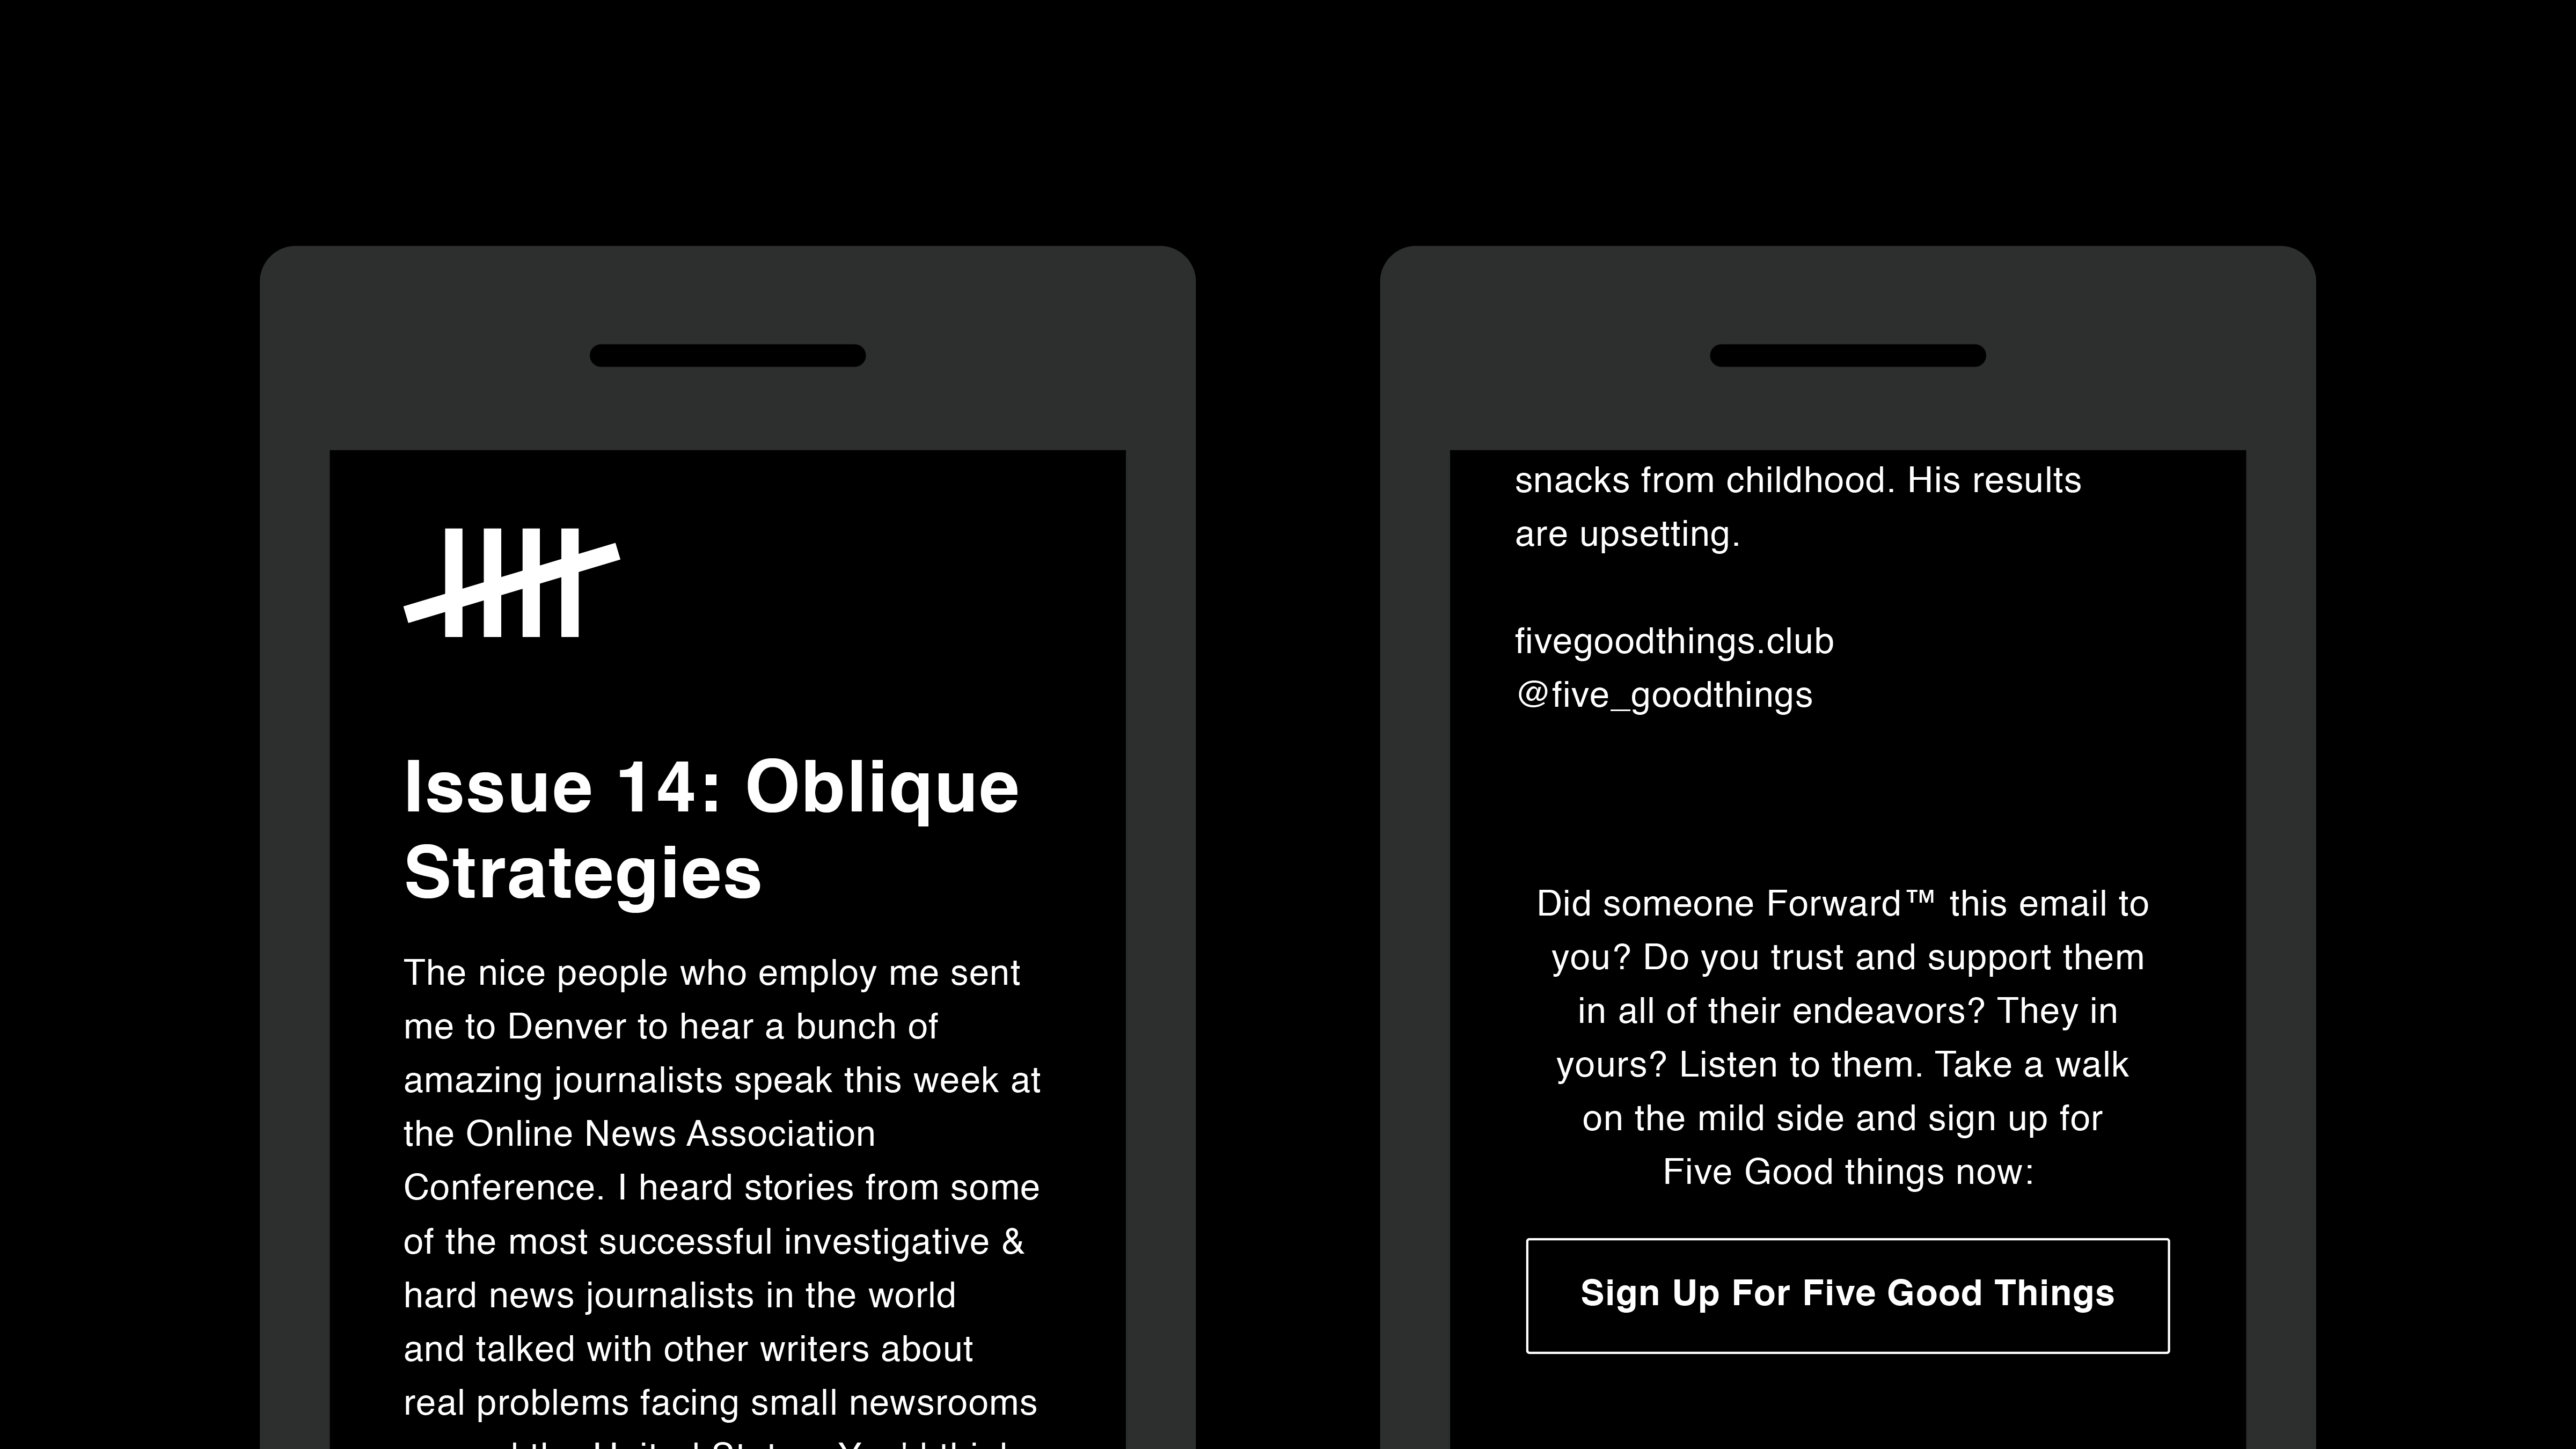 Issue 14: Oblique
Strategies
The nice people who employ me sent
me to Denver to hear a bunch of
amazing journalists speak this week at
the Online News Association
Conference. I heard stories from some
of the most successful investigative &
hard news journalists in the world
and talked with other writers about
real problems facing small newsrooms
the United States. You'd think
snacks from childhood. His results
are upsetting.
fivegoodthings.club
@five_goodthings
Did someone Forward™ this email to
you? Do you trust and support them
in all of their endeavors? They in
yours? Listen to them. Take a walk
on the mild side and sign up for
Five Good things now:
Sign Up For Five Good Things